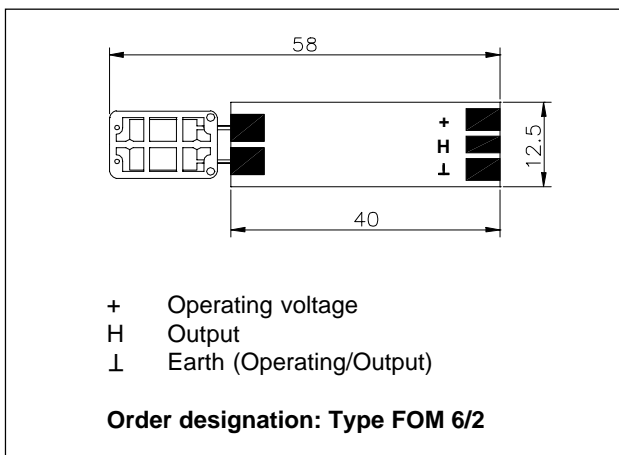 58
+
H
⊥
12.5
40
+ Operating voltage
H Output
⊥ Earth (Operating/Output)
Order designation: Type FOM 6/2